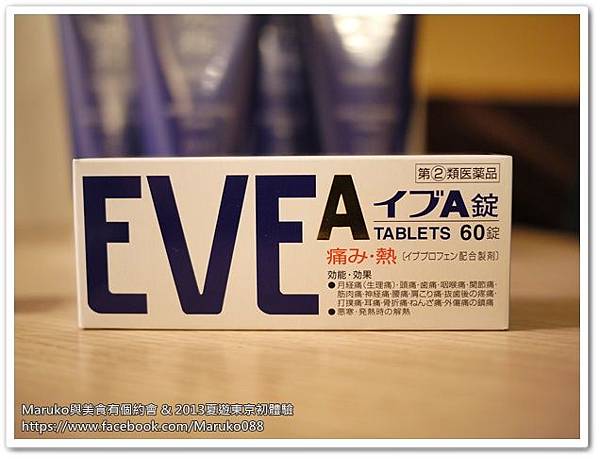 指定第②類医薬品
EVE A イブA錠
TABLETS 60錠
痛み・熱 〔イブプロフェン配合製剤〕
効能・効果
●月経痛(生理痛)・頭痛・歯痛・咽喉痛・関節痛・
筋肉痛・神経痛・腰痛・肩こり痛・抜歯後の疼痛・
打撲痛・耳痛・骨折痛・ねんざ痛・外傷痛の鎮痛
●悪寒・発熱時の解熱
Maruko與美食有個約會 & 2013夏遊東京初體驗
https://www.facebook.com/Maruko088